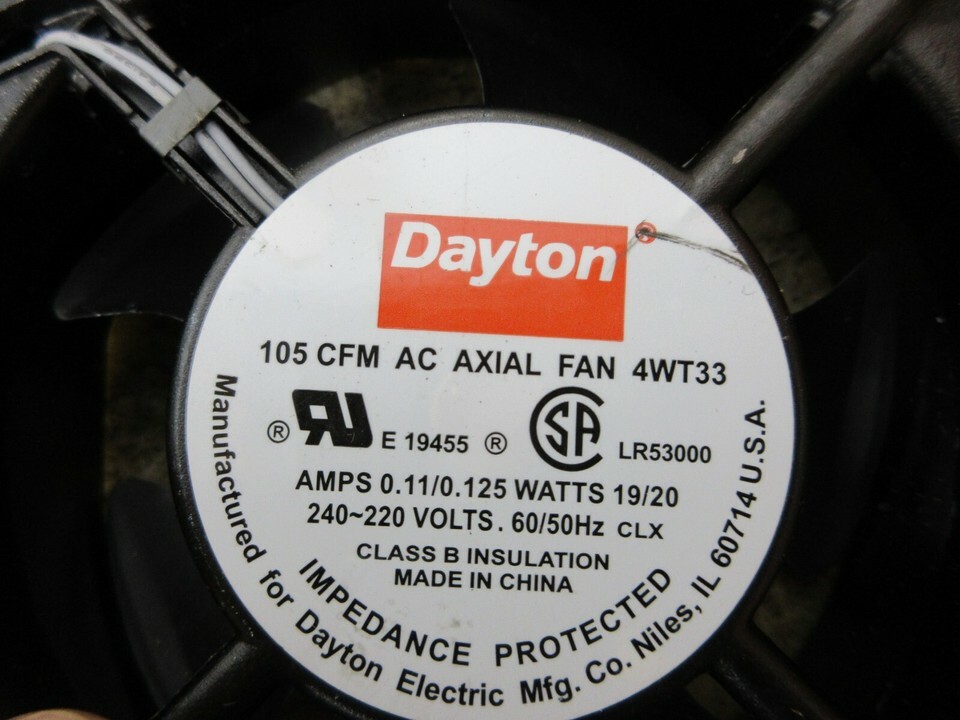 Dayton
105 CFM AC AXIAL FAN 4WT33
® RU E 19455 ® SA LR53000
AMPS 0.11/0.125 WATTS 19/20
240~220 VOLTS. 60/50Hz CLX
CLASS B INSULATION
MADE IN CHINA
IMPEDANCE PROTECTED
Manufactured for Dayton Electric Mfg. Co. Niles, IL 60714 U.S.A.